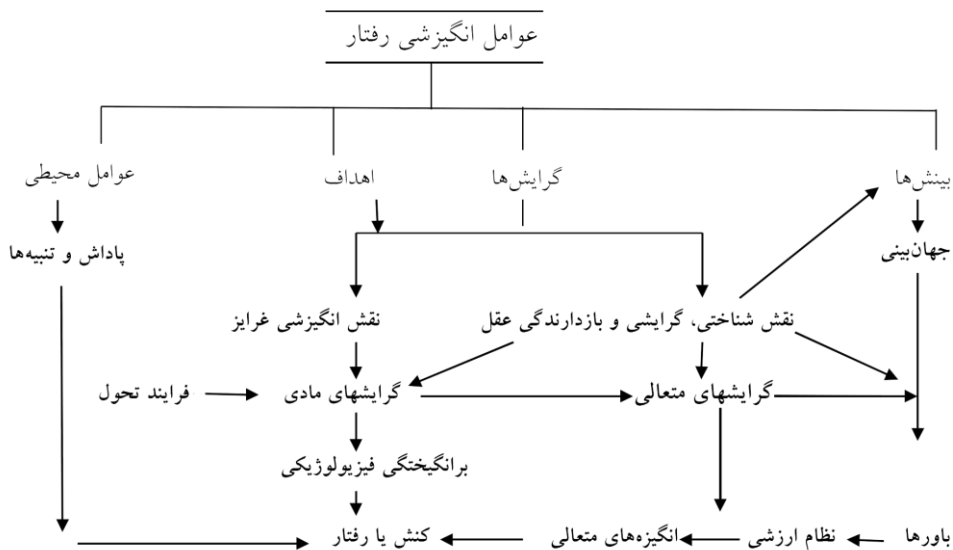 عوامل انگیزشی رفتار
بینش‌ها
گرایش‌ها
اهداف
عوامل محیطی
جهان‌بینی
پاداش و تنبیه‌ها
نقش شناختی، گرایشی و بازدارندگی عقل
نقش انگیزشی غرایز
گرایشهای متعالی
گرایشهای مادی
فرایند تحول
برانگیختگی فیزیولوژیکی
باورها
نظام ارزشی
انگیزه‌های متعالی
کنش یا رفتار